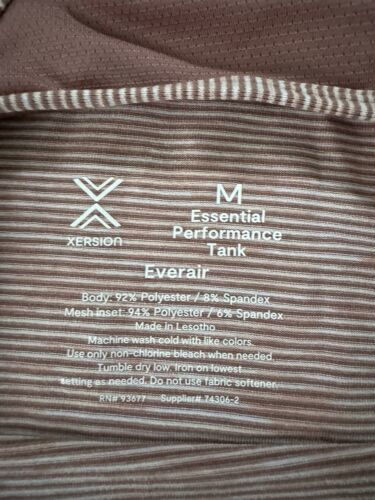 M
XERSION
Essential
Performance
Tank
Everair
Body: 92% Polyester / 8% Spandex
Mesh inset: 94% Polyester / 6% Spandex
Made in Lesotho
Machine wash cold with like colors.
Use only non-chlorine bleach when needed.
Tumble dry low. Iron on lowest
setting as needed. Do not use fabric softener.
RN# 93677 Supplier# 74306-2